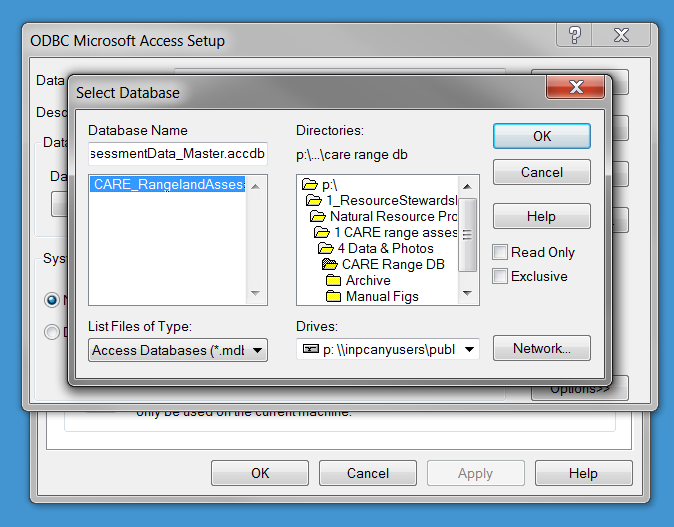 ODBC Microsoft Access Setup
Data
Select Database
Database Name
sessmentData_Master.accdb
CARE_RangelandAsses
List Files of Type:
Access Databases (*.mdb
Directories:
p:\...\care range db
p:\
1_ResourceStewards
Natural Resource Pro
1 CARE range asses
4 Data & Photos
CARE Range DB
Archive
Manual Figs
Drives:
p: \\inpcanyusers\publ
OK
Cancel
Help
Read Only
Exclusive
Network...
Desc
Data
Da
Syst
Options>>
only be used on the current machine.
OK
Cancel
Apply
Help